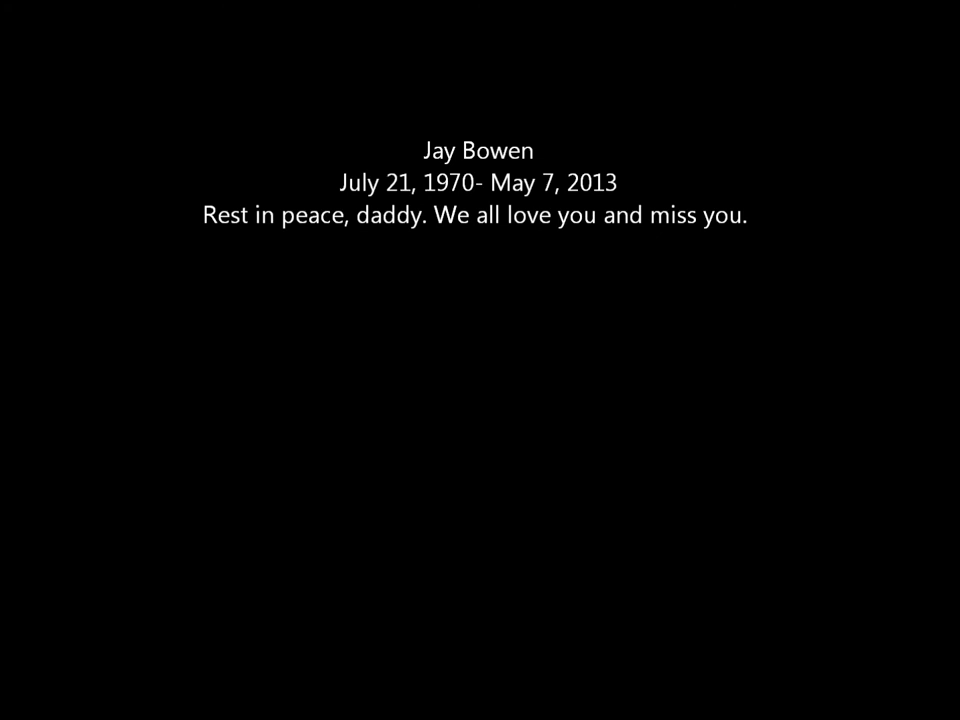 Jay Bowen
July 21, 1970- May 7, 2013
Rest in peace, daddy. We all love you and miss you.